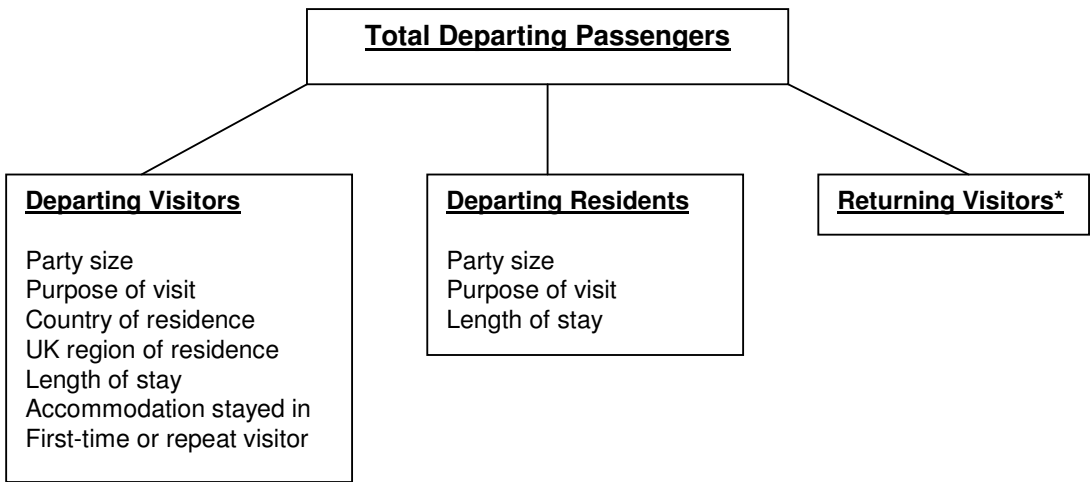 Total Departing Passengers
Departing Visitors
Party size
Purpose of visit
Country of residence
UK region of residence
Length of stay
Accommodation stayed in
First-time or repeat visitor
Departing Residents
Party size
Purpose of visit
Length of stay
Returning Visitors*